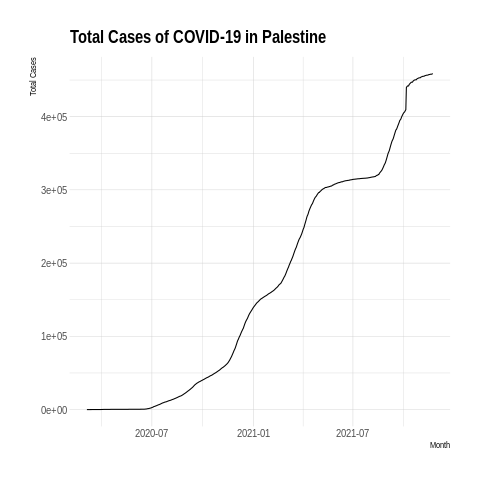 Total Cases of COVID-19 in Palestine
Total Cases
4e+05
3e+05
2e+05
1e+05
0e+00
2020-07 2021-01 2021-07
Month